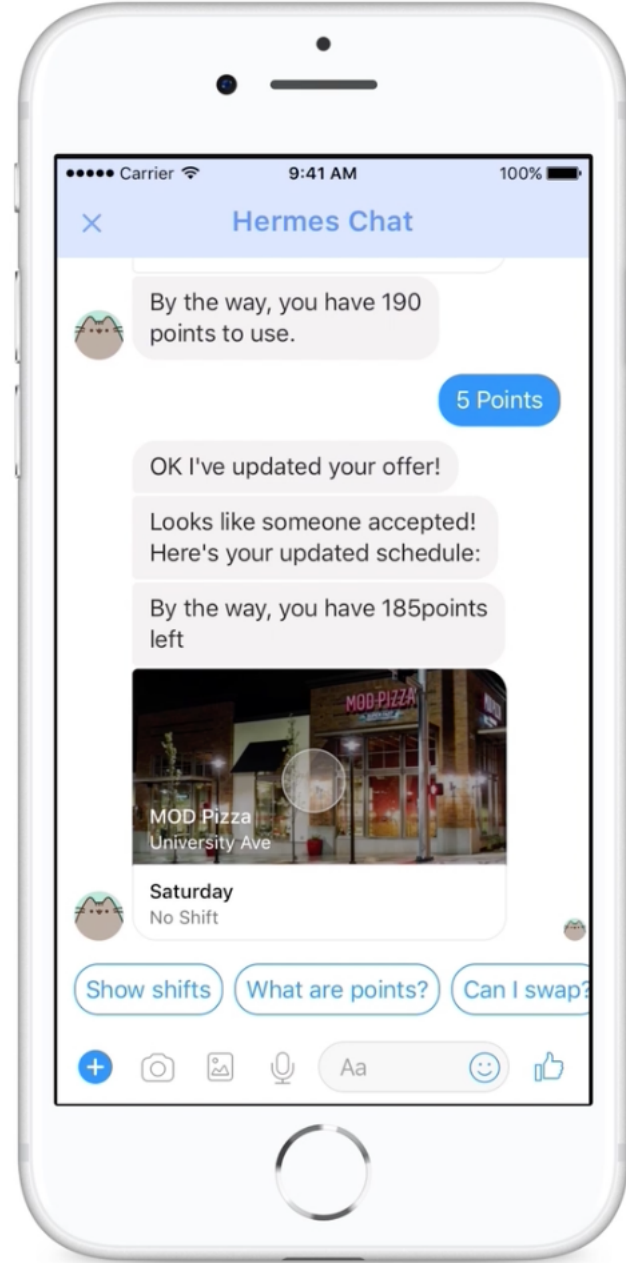 Carrier 9:41 AM 100%
Hermes Chat
By the way, you have 190
points to use.
5 Points
OK I've updated your offer!
Looks like someone accepted!
Here's your updated schedule:
By the way, you have 185points
left
MOD PIZZA
MOD Pizza
University Ave
Saturday
No Shift
Show shifts What are points? Can I swap?
Aa